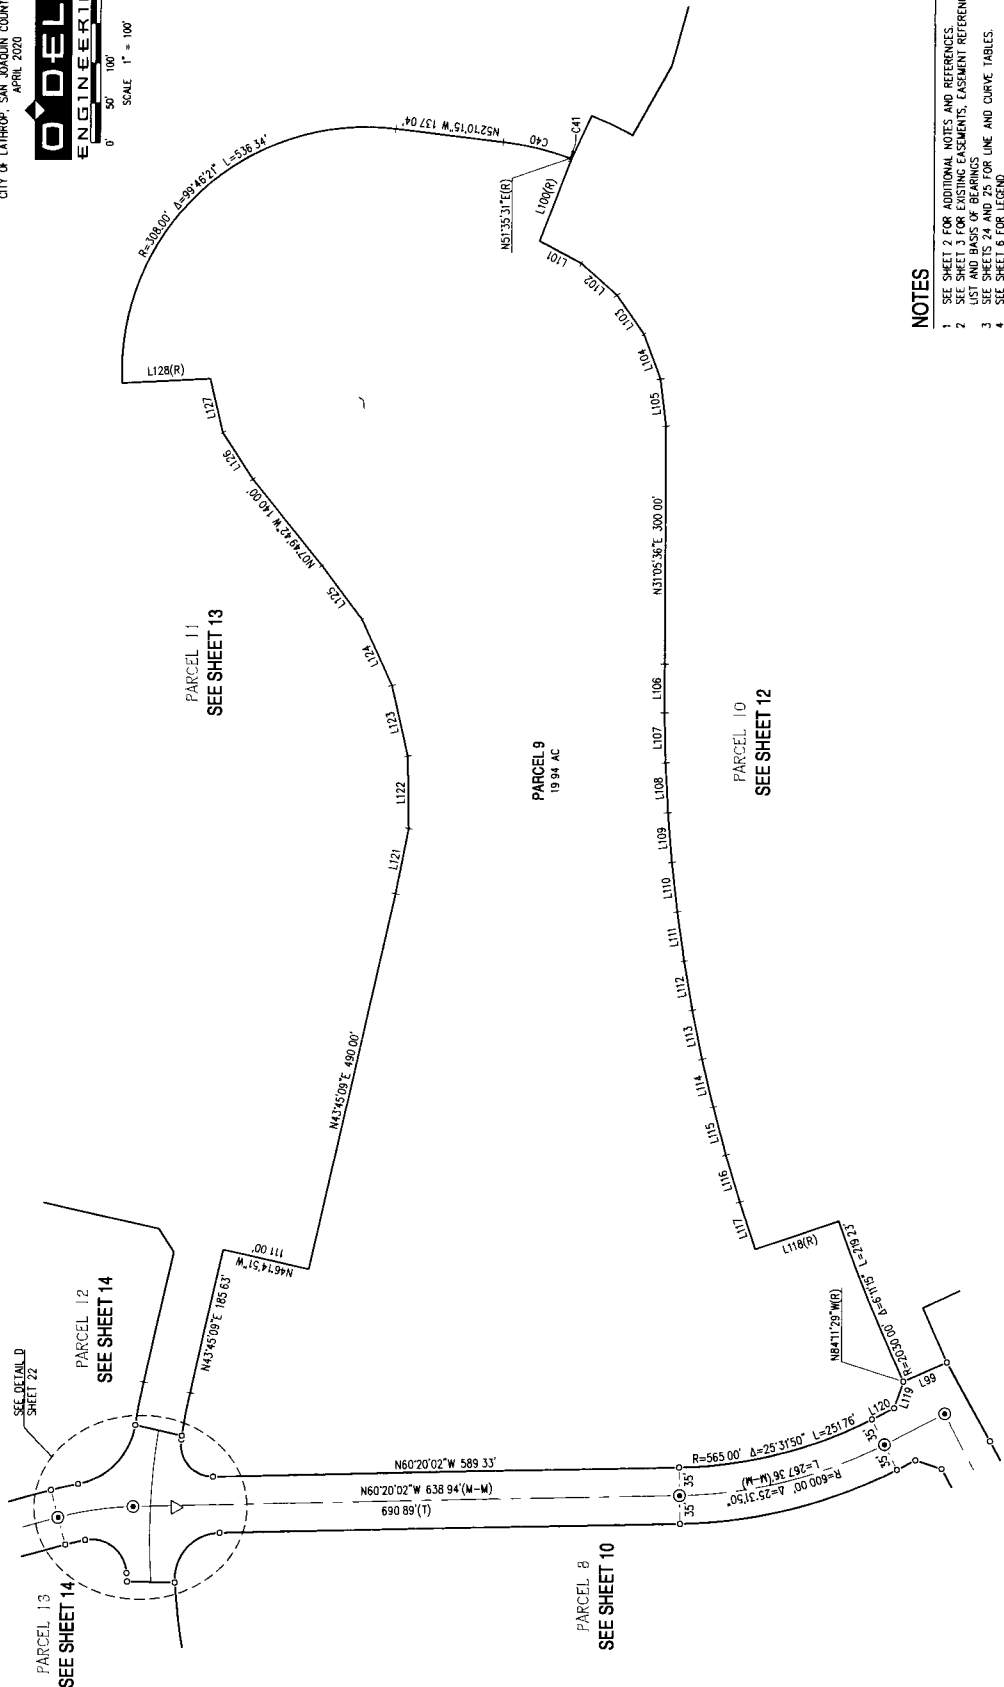 CITY OF LATHROP, SAN JOAQUIN COUNT
APRIL 2020
O'DEL
ENGINEERI
0' 50' 100'
SCALE 1" = 100'
R=308.00' Δ=99°46'21" L=536 34'
N52°10'15"W 137 04'
C40
C41
N51°35'31"E(R)
L100(R)
L101
L102
L103
L104
L105
L128(R)
L127
L126
N07°49'42"W 140 00'
L125
L124
L123
L122
L121
N43°45'09"E 490 00'
PARCEL 11
SEE SHEET 13
PARCEL 9
19 94 AC
N31°05'36"E 300 00'
L106
L107
L108
L109
L110
L111
L112
L113
L114
L115
L116
L117
L118(R)
PARCEL 10
SEE SHEET 12
N46°14'51"W
111 00'
N43°45'09"E 185 63'
PARCEL 12
SEE SHEET 14
SEE DETAIL D
SHEET 22
N84°11'29"W(R)
R=2030 00' Δ=6°11'15" L=219 23'
L99
L119
L120
R=565 00' Δ=25°31'50" L=251 76'
R=600 00' Δ=25°31'50"
L=267 36'(M-M)
35'
35'
35'
35'
N60°20'02"W 589 33'
N60°20'02"W 638 94'(M-M)
690 89'(T)
PARCEL 13
SEE SHEET 14
PARCEL 8
SEE SHEET 10
NOTES
1 SEE SHEET 2 FOR ADDITIONAL NOTES AND REFERENCES.
2 SEE SHEET 3 FOR EXISTING EASEMENTS, EASEMENT REFEREN
LIST AND BASIS OF BEARINGS
3 SEE SHEETS 24 AND 25 FOR LINE AND CURVE TABLES.
4 SEE SHEET 6 FOR LEGEND